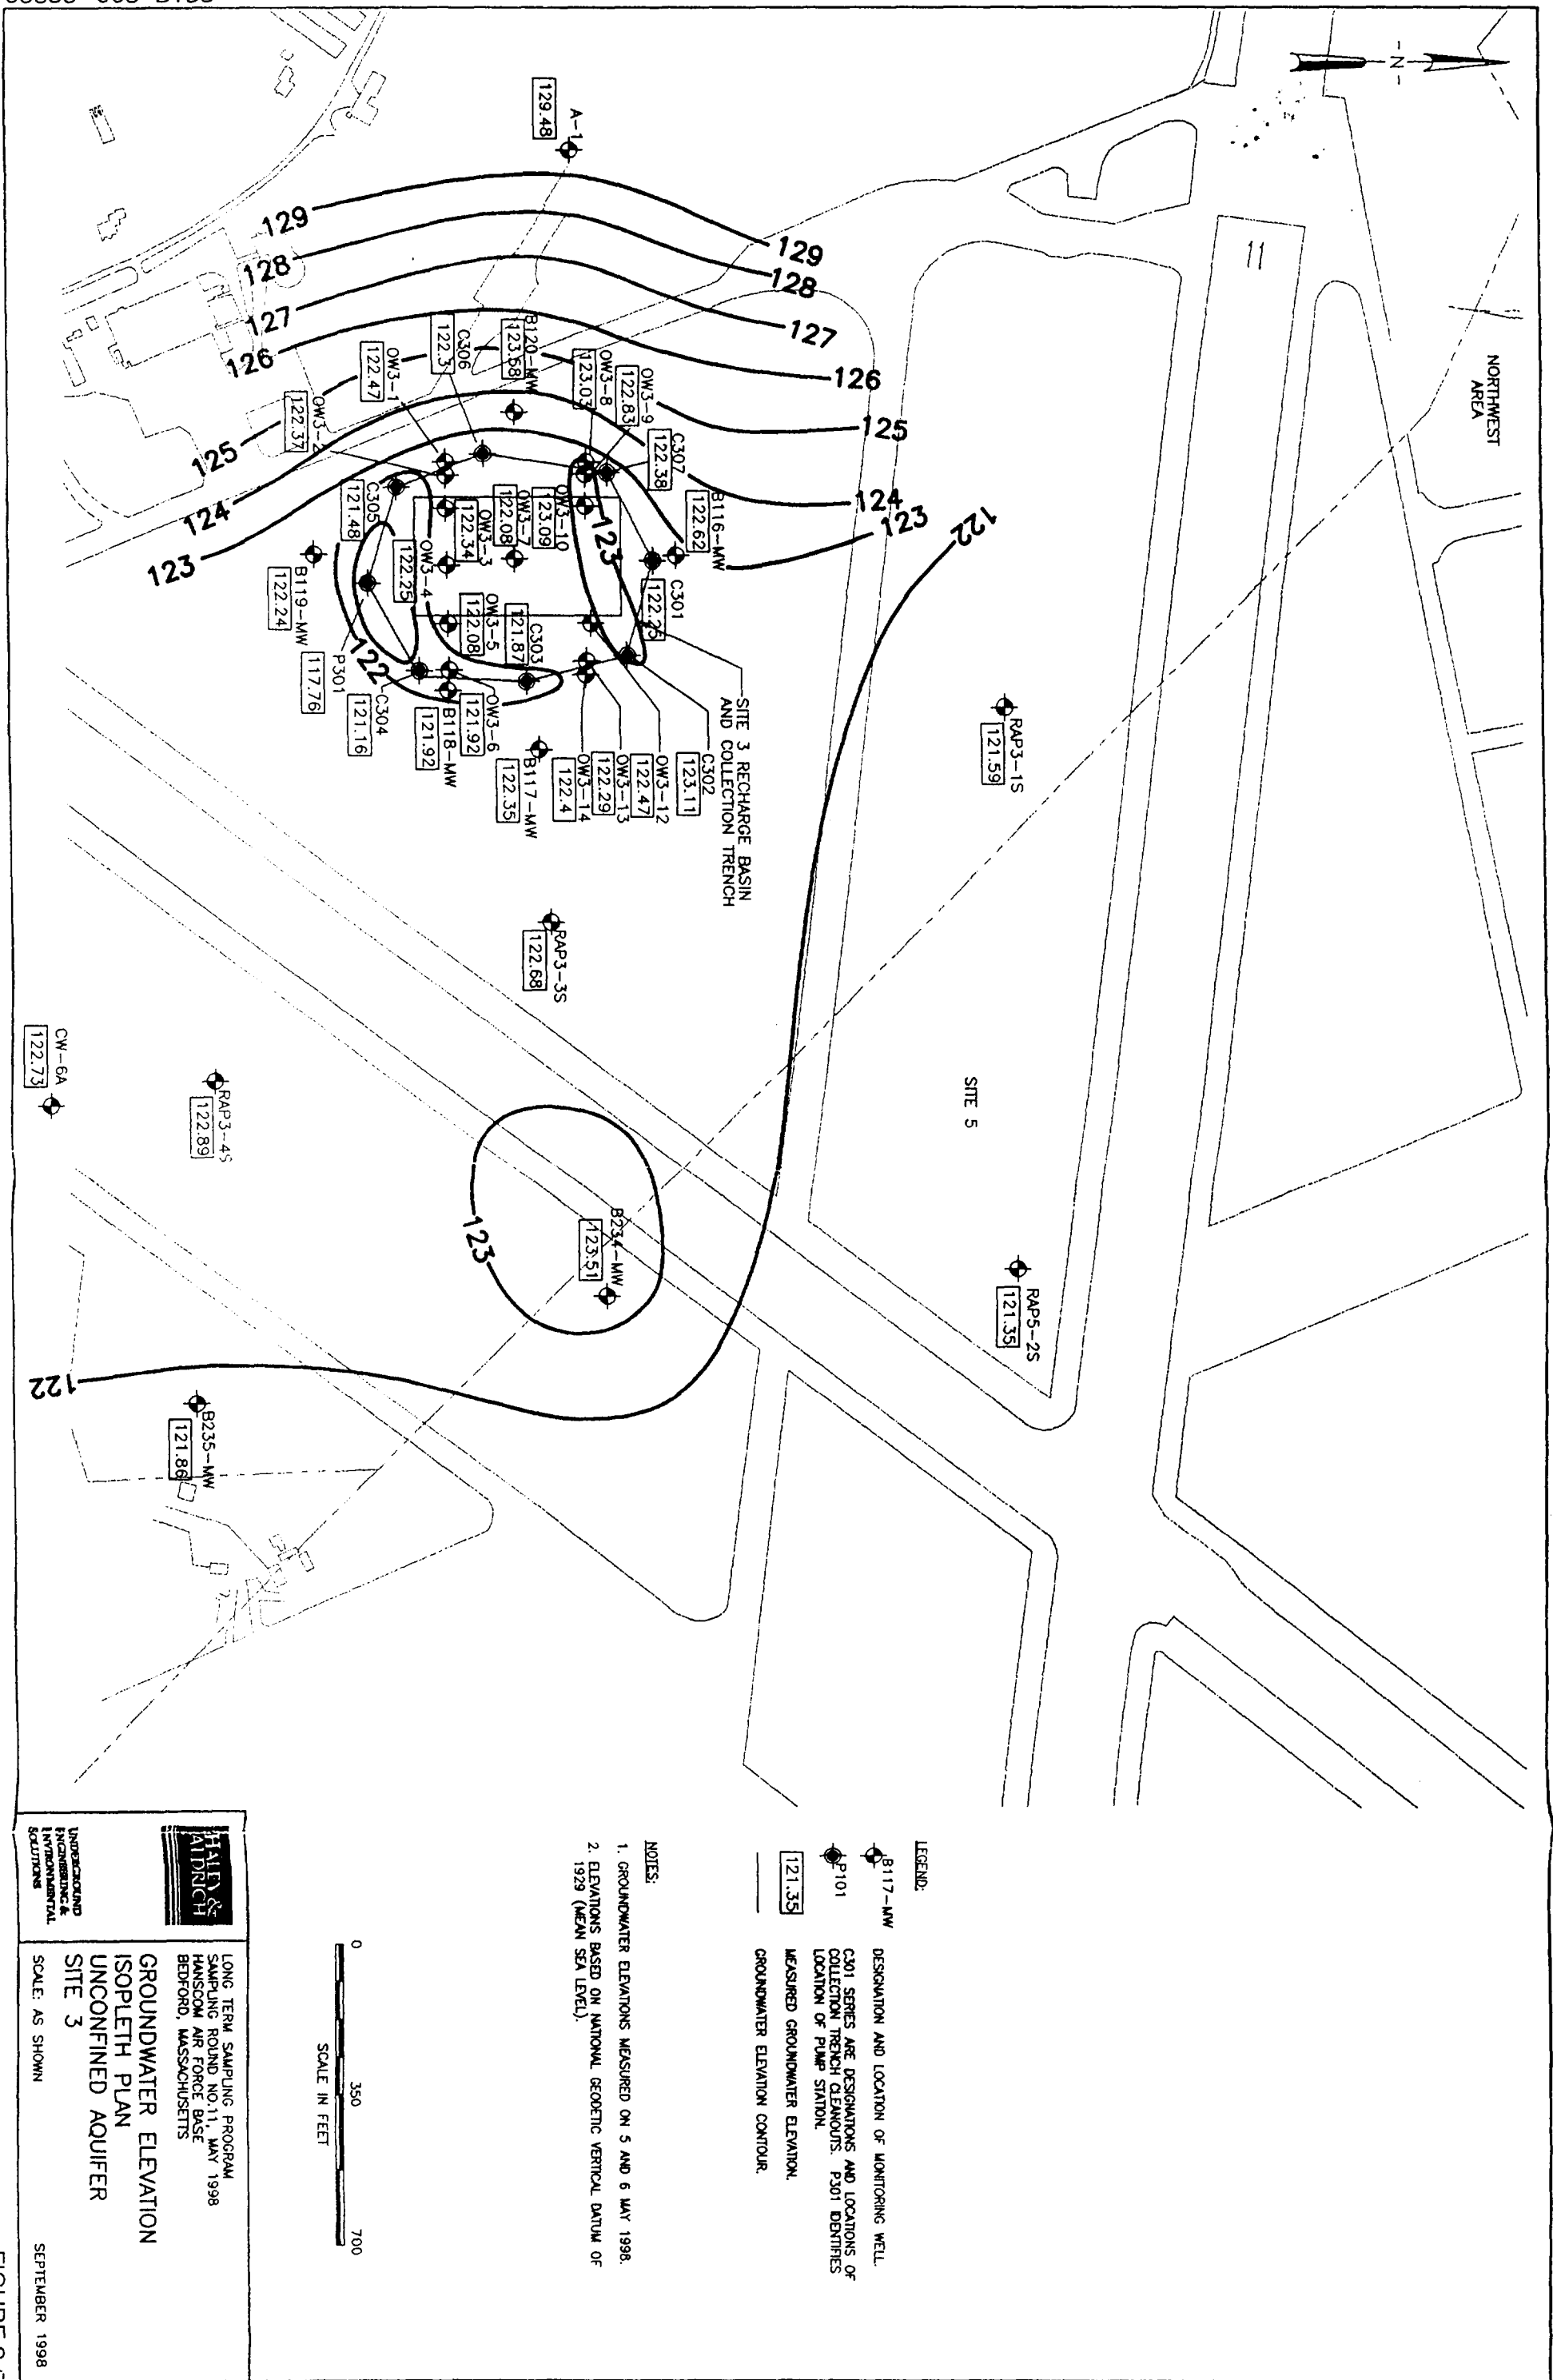 -N-
NORTHWEST
AREA
11
A-1
129.48
129
129
128
128
127
127
126
126
125
125
124
124
123
123
122
122
B120-MW
123.58
C306
122.3
OW3-1
122.47
OW3-2
122.37
OW3-8
123.03
OW3-9
122.83
C307
122.38
B116-MW
122.62
C305
121.48
OW3-3
122.34
OW3-7
122.08
OW3-10
123.09
123
C301
122.25
OW3-4
122.25
B119-MW
122.24
122
OW3-5
122.08
C303
121.87
P301
117.76
C304
121.16
OW3-6
121.92
B118-MW
121.92
B117-MW
122.35
OW3-14
122.4
OW3-13
122.29
OW3-12
122.47
C302
123.11
SITE 3 RECHARGE BASIN
AND COLLECTION TRENCH
RAP3-1S
121.59
RAP3-3S
122.68
RAP3-4S
122.89
CW-6A
122.73
SITE 5
B234-MW
123.51
123
RAP5-2S
121.35
B235-MW
121.86
LEGEND:
B117-MW
DESIGNATION AND LOCATION OF MONITORING WELL.
P101
C301 SERIES ARE DESIGNATIONS AND LOCATIONS OF
COLLECTION TRENCH CLEANOUTS. P301 IDENTIFIES
LOCATION OF PUMP STATION.
121.35
MEASURED GROUNDWATER ELEVATION.
GROUNDWATER ELEVATION CONTOUR.
NOTES:
1. GROUNDWATER ELEVATIONS MEASURED ON 5 AND 6 MAY 1998.
2. ELEVATIONS BASED ON NATIONAL GEODETIC VERTICAL DATUM OF
1929 (MEAN SEA LEVEL).
0 350 700
SCALE IN FEET
HALEY &
ALDRICH
UNDERGROUND
ENGINEERING &
ENVIRONMENTAL
SOLUTIONS
LONG TERM SAMPLING PROGRAM
SAMPLING ROUND NO.11, MAY 1998
HANSCOM AIR FORCE BASE
BEDFORD, MASSACHUSETTS
GROUNDWATER ELEVATION
ISOPLETH PLAN
UNCONFINED AQUIFER
SITE 3
SCALE: AS SHOWN
SEPTEMBER 1998